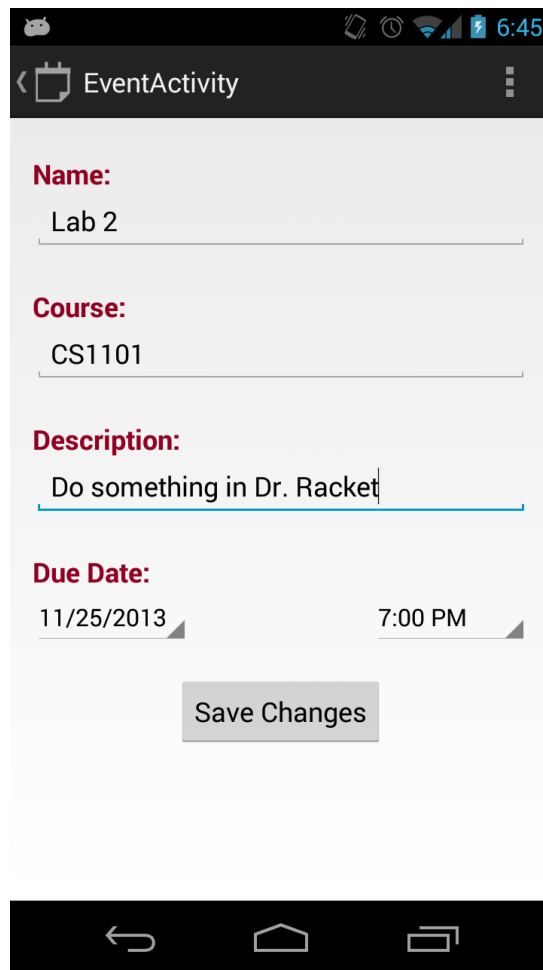 6:45
EventActivity
Name:
Lab 2
Course:
CS1101
Description:
Do something in Dr. Racket
Due Date:
11/25/2013 7:00 PM
Save Changes